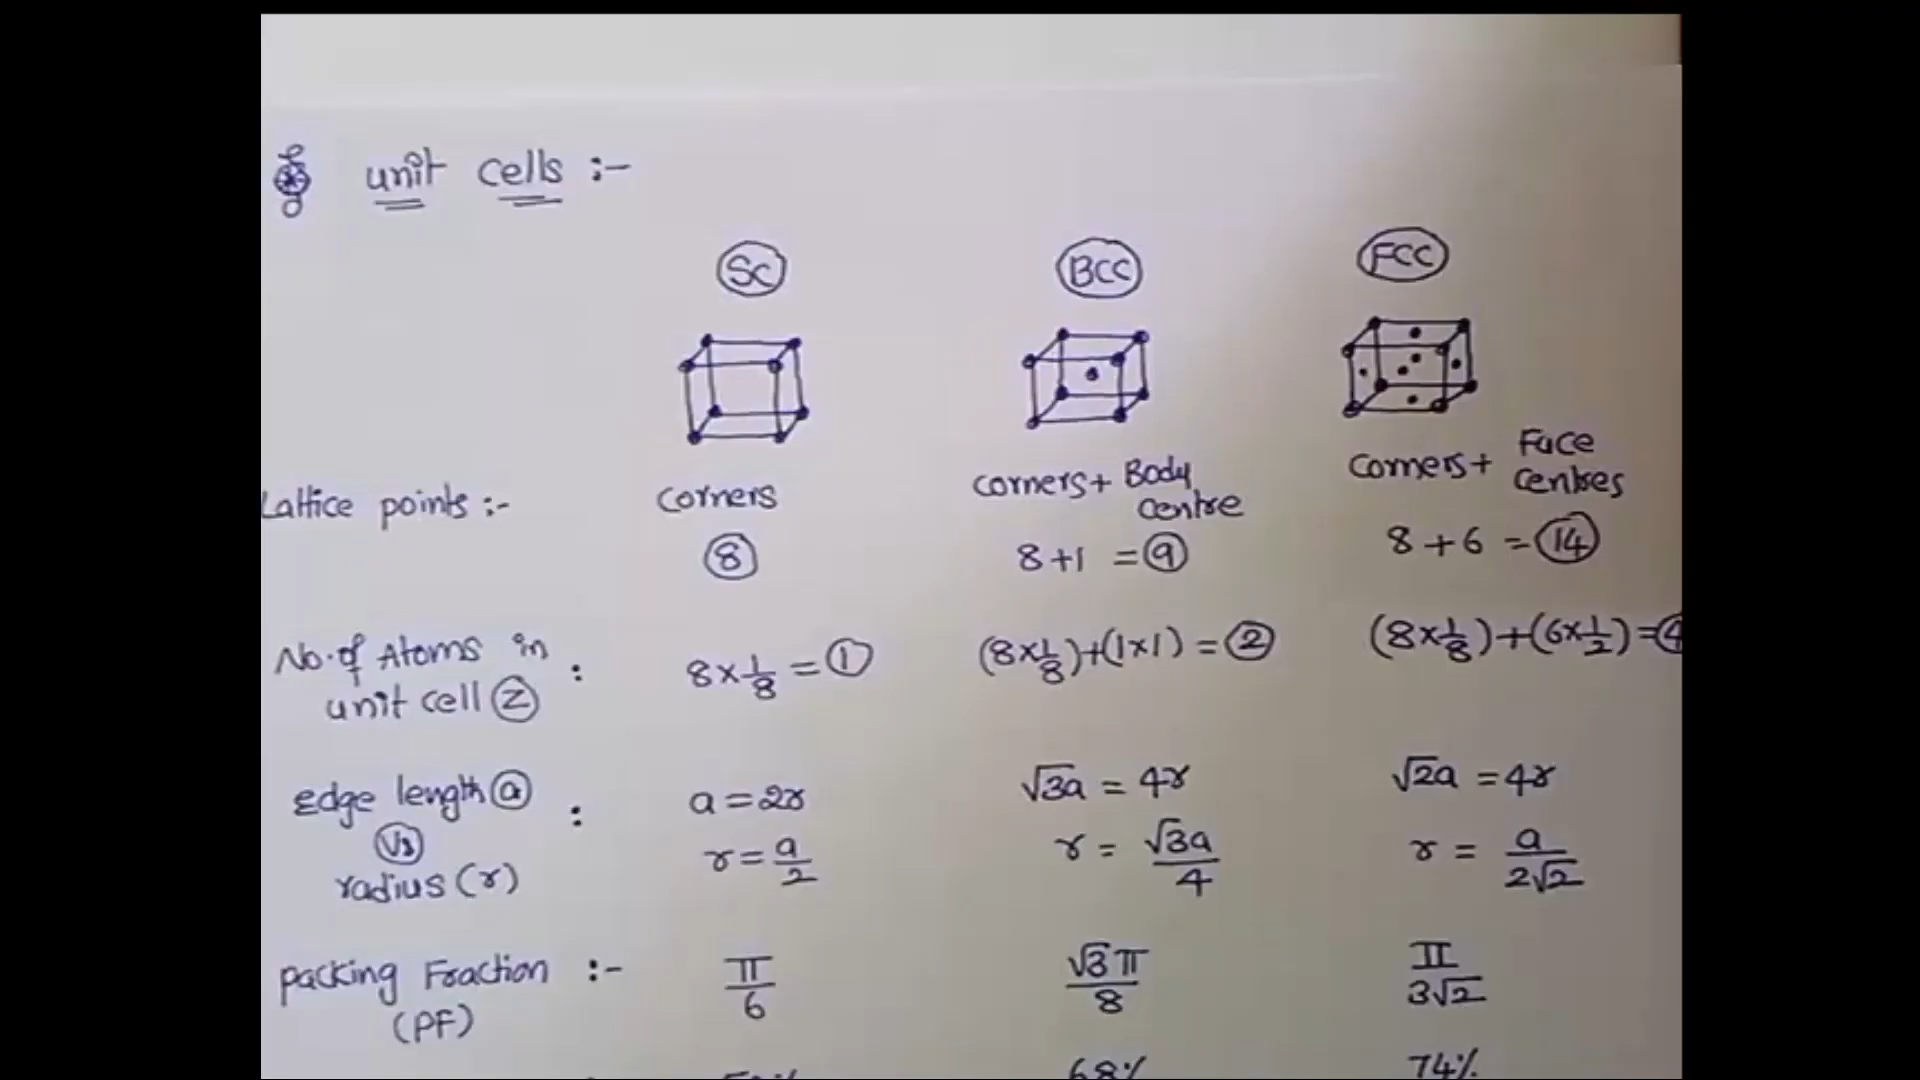 unit cells :-
SC BCC FCC
Lattice points :- corners corners + Body centre corners + Face centres
8 8+1 = 9 8+6 = 14
No. of Atoms in unit cell Z : 8×1/8 = 1 (8×1/8)+(1×1) = 2 (8×1/8)+(6×1/2) = 4
Edge length a : a = 2r √3a = 4r √2a = 4r
Vs
radius (r) r = a/2 r = √3a/4 r = a/2√2
packing Fraction :- π/6 √3π/8 π/3√2
(PF)
68% 74%